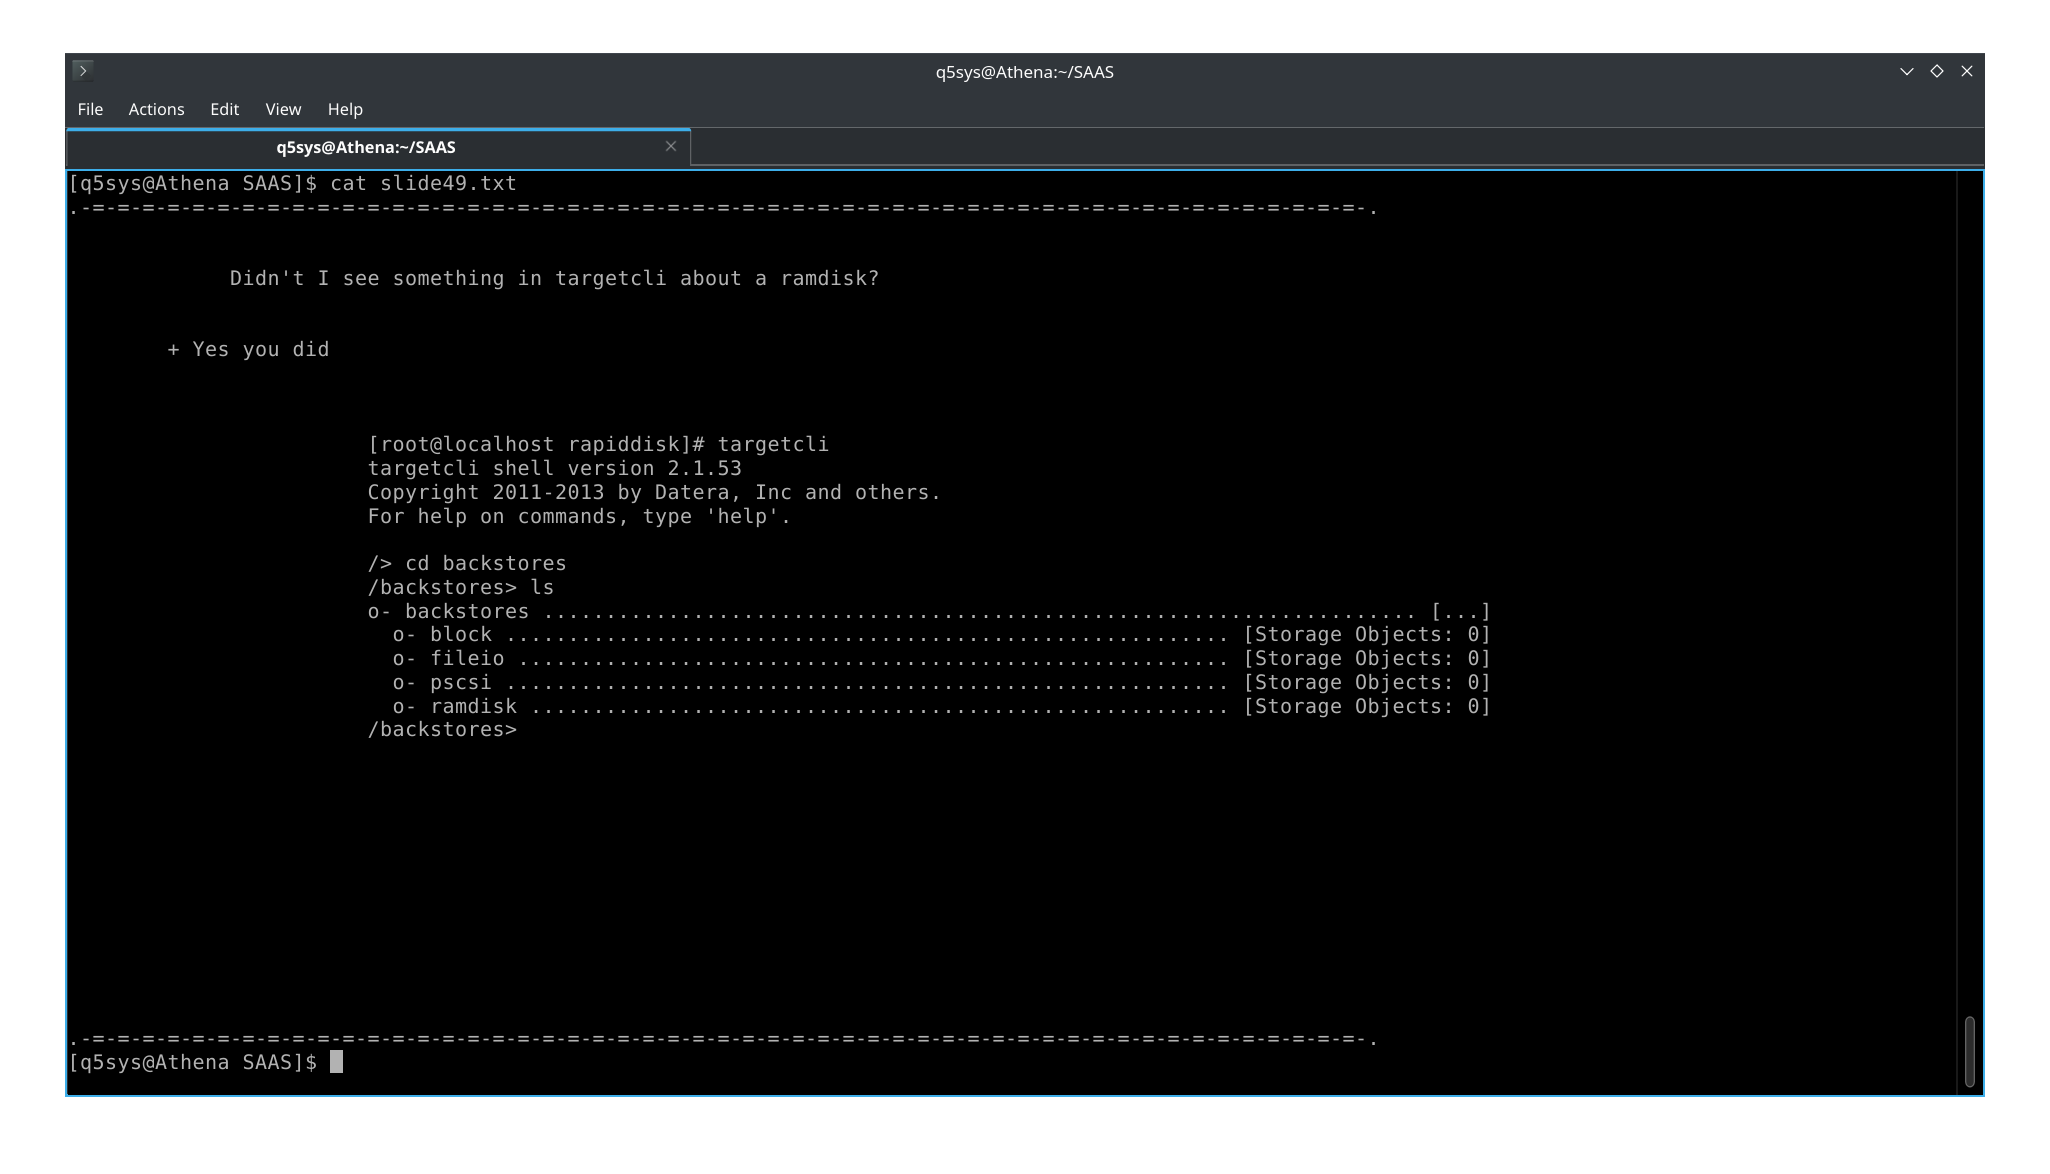 q5sys@Athena:~/SAAS
File Actions Edit View Help
q5sys@Athena:~/SAAS
[q5sys@Athena SAAS]$ cat slide49.txt
.-=-=-=-=-=-=-=-=-=-=-=-=-=-=-=-=-=-=-=-=-=-=-=-=-=-=-=-=-=-=-=-=-=-=-=-=-=-=-=-=-=-=-=-=-=-=-=-=-=-=-=-.
Didn't I see something in targetcli about a ramdisk?
+ Yes you did
[root@localhost rapiddisk]# targetcli
targetcli shell version 2.1.53
Copyright 2011-2013 by Datera, Inc and others.
For help on commands, type 'help'.
/> cd backstores
/backstores> ls
o- backstores ...................................................................... [...]
o- block .......................................................... [Storage Objects: 0]
o- fileio ......................................................... [Storage Objects: 0]
o- pscsi .......................................................... [Storage Objects: 0]
o- ramdisk ........................................................ [Storage Objects: 0]
/backstores>
.-=-=-=-=-=-=-=-=-=-=-=-=-=-=-=-=-=-=-=-=-=-=-=-=-=-=-=-=-=-=-=-=-=-=-=-=-=-=-=-=-=-=-=-=-=-=-=-=-=-=-=-.
[q5sys@Athena SAAS]$